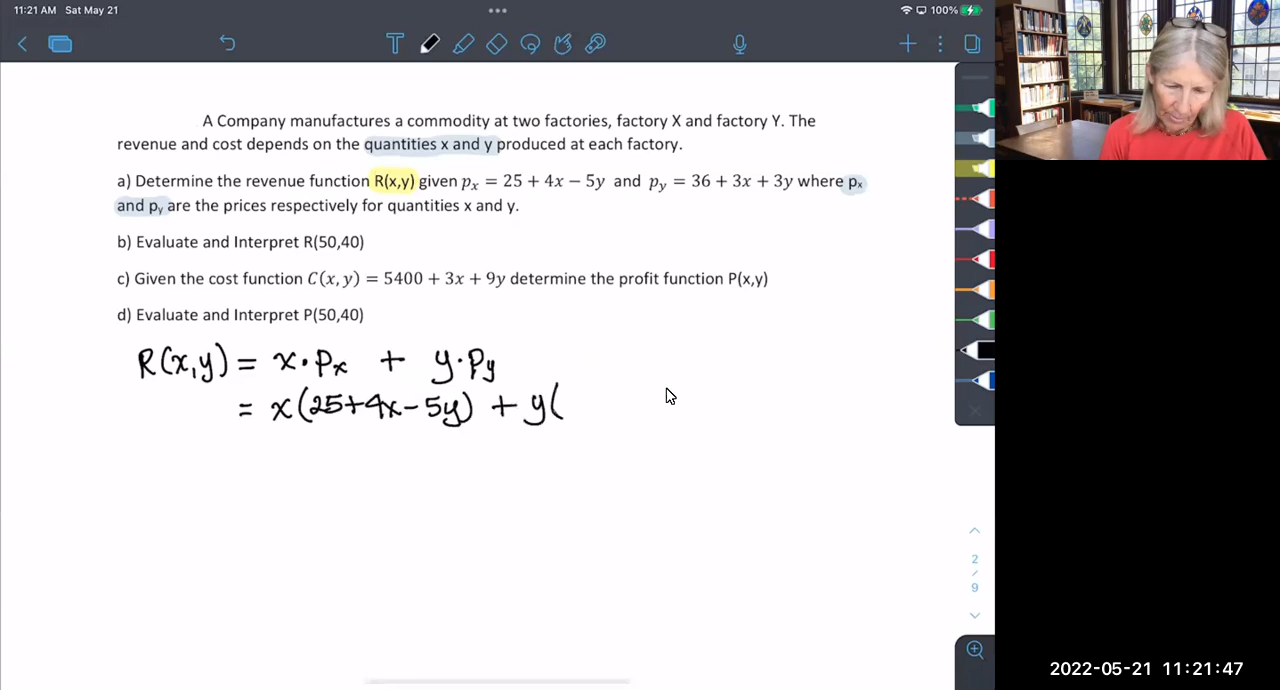 11:21 AM Sat May 21
100%
T
A Company manufactures a commodity at two factories, factory X and factory Y. The
revenue and cost depends on the quantities x and y produced at each factory.
a) Determine the revenue function R(x,y) given pₓ = 25 + 4x − 5y and p_y = 36 + 3x + 3y where pₓ
and p_y are the prices respectively for quantities x and y.
b) Evaluate and Interpret R(50,40)
c) Given the cost function C(x, y) = 5400 + 3x + 9y determine the profit function P(x,y)
d) Evaluate and Interpret P(50,40)
R(x,y) = x·pₓ + y·p_y
= x(25+4x−5y) + y(
2
/
9
2022-05-21 11:21:47